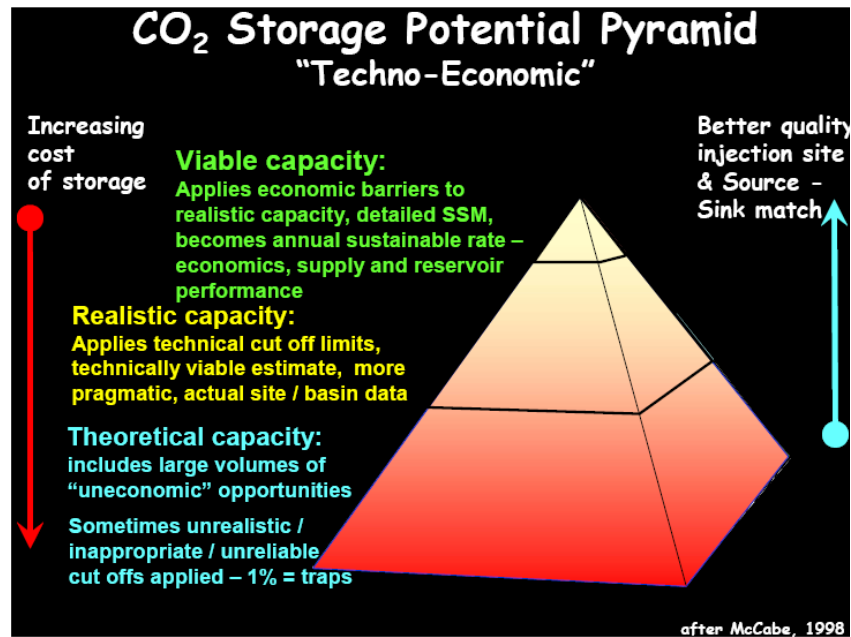 CO₂ Storage Potential Pyramid
“Techno-Economic”
Increasing
cost
of storage
Better quality
injection site
& Source -
Sink match
Viable capacity:
Applies economic barriers to
realistic capacity, detailed SSM,
becomes annual sustainable rate –
economics, supply and reservoir
performance
Realistic capacity:
Applies technical cut off limits,
technically viable estimate, more
pragmatic, actual site / basin data
Theoretical capacity:
includes large volumes of
“uneconomic” opportunities
Sometimes unrealistic /
inappropriate / unreliable
cut offs applied – 1% = traps
after McCabe, 1998